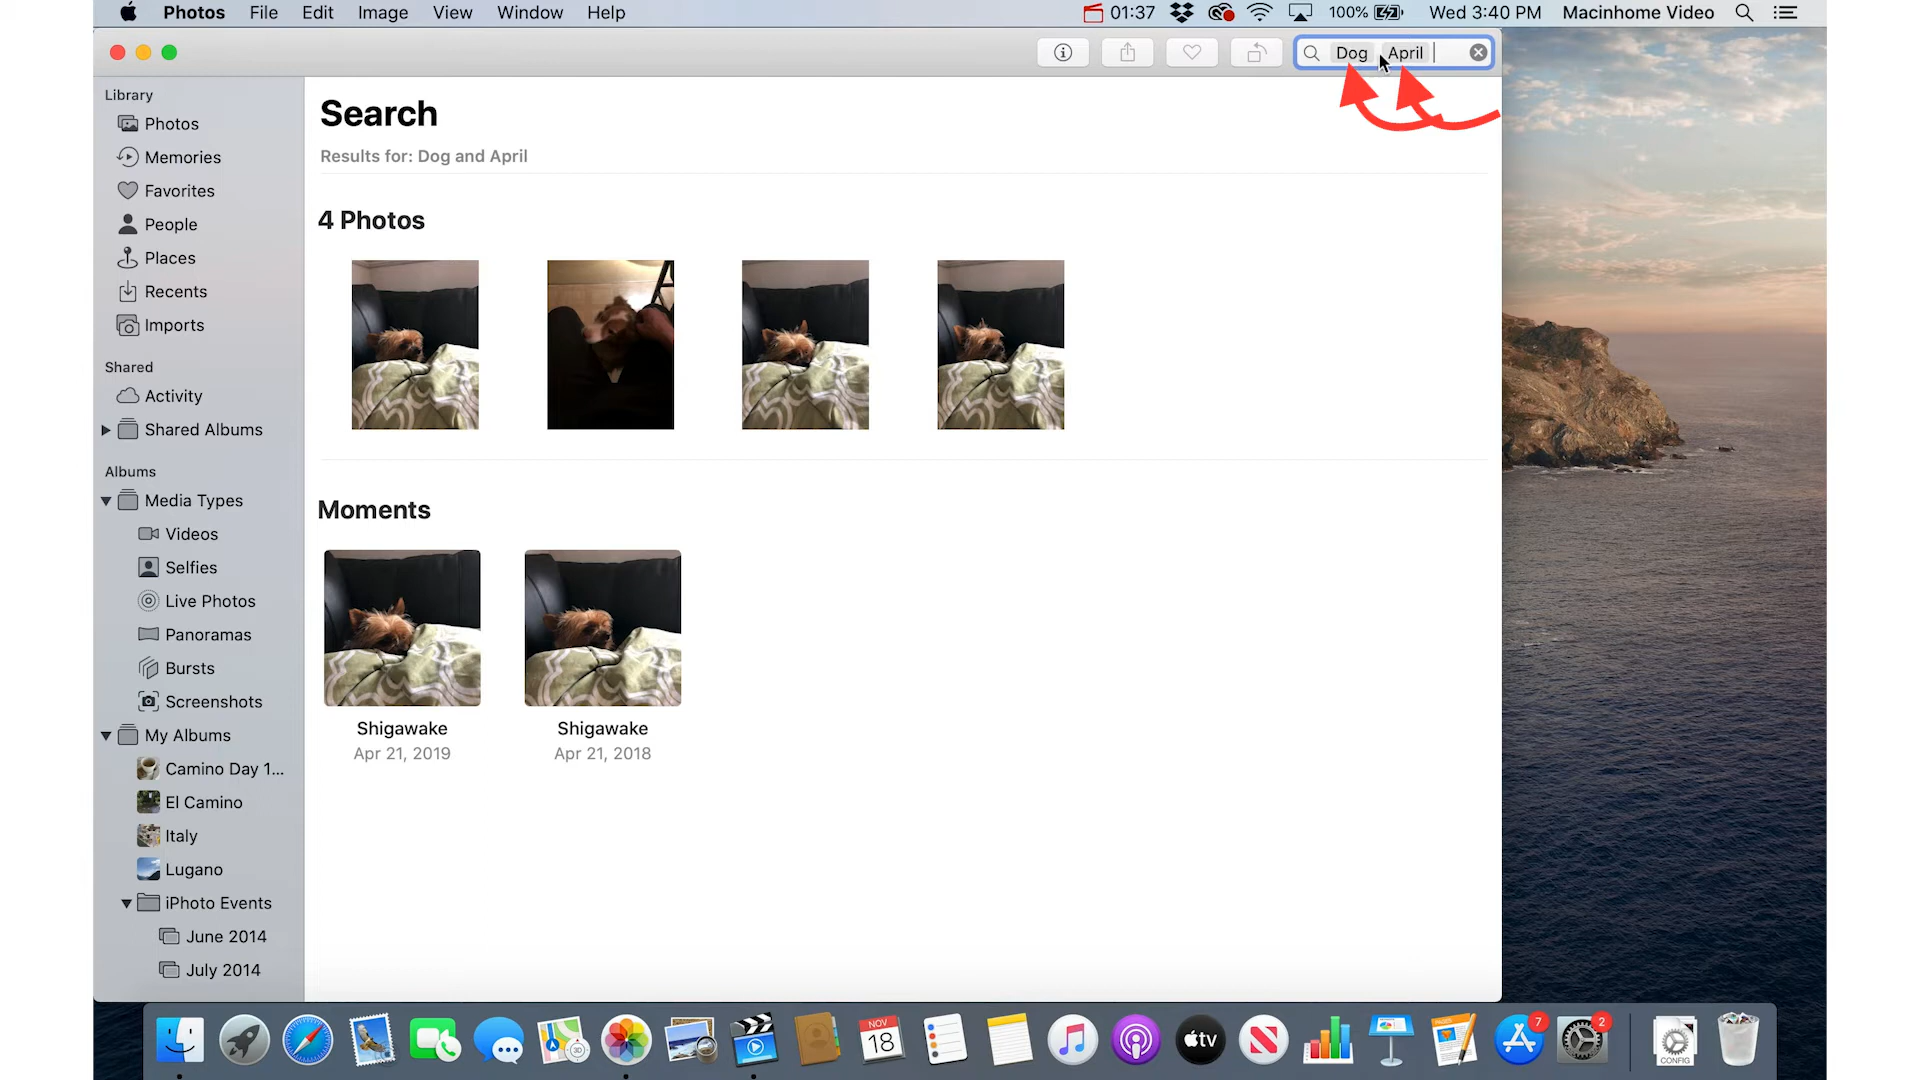 Photos File Edit Image View Window Help 01:37 100% Wed 3:40 PM Macinhome Video
Dog April
Library
Photos
Memories
Favorites
People
Places
Recents
Imports
Shared
Activity
Shared Albums
Albums
Media Types
Videos
Selfies
Live Photos
Panoramas
Bursts
Screenshots
My Albums
Camino Day 1...
El Camino
Italy
Lugano
iPhoto Events
June 2014
July 2014
Search
Results for: Dog and April
4 Photos
Moments
Shigawake
Apr 21, 2019
Shigawake
Apr 21, 2018
3D
NOV
18
tv
PAGES
7
2
CONFIG